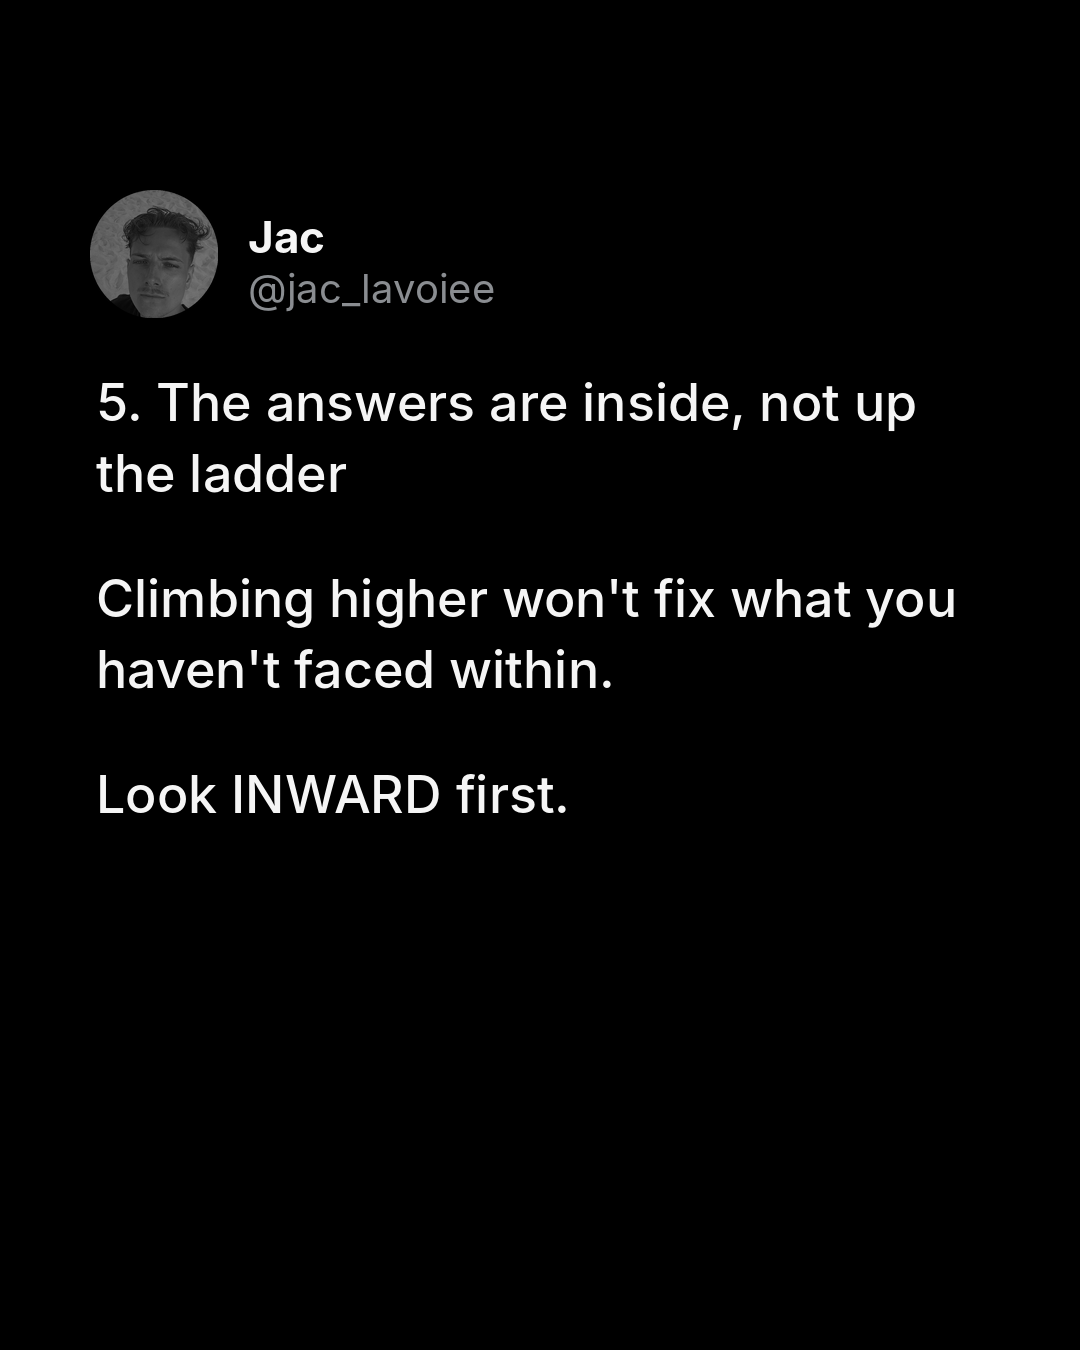 Jac
@jac_lavoiee
5. The answers are inside, not up
the ladder
Climbing higher won't fix what you
haven't faced within.
Look INWARD first.